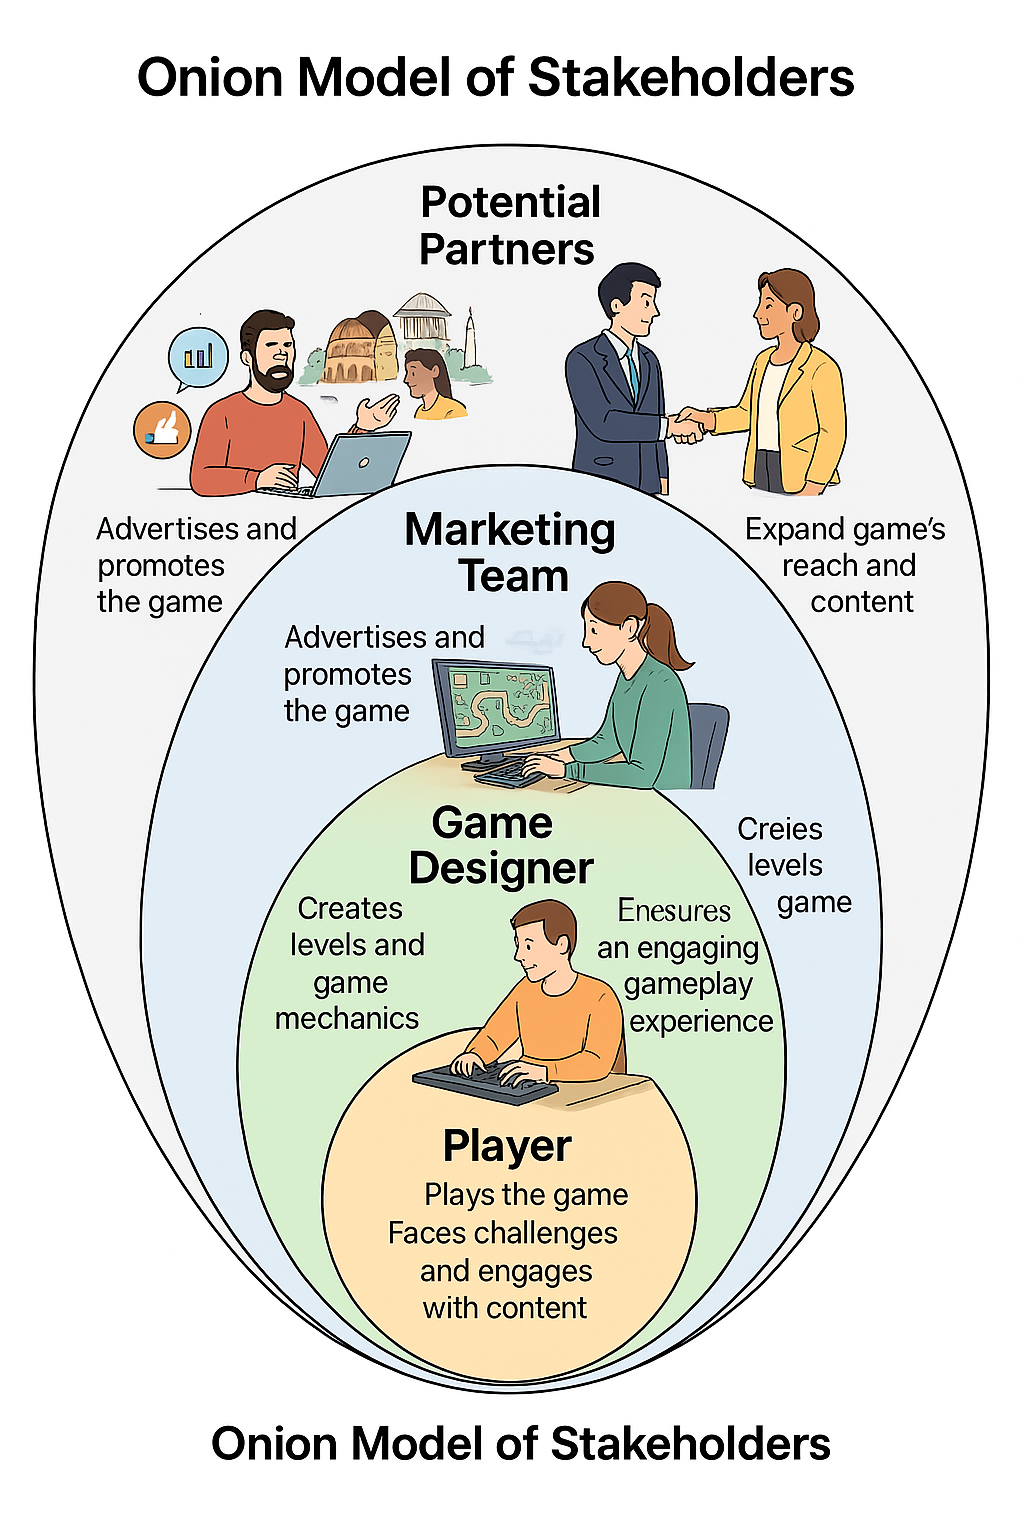 Onion Model of Stakeholders
Potential
Partners
Advertises and
promotes
the game
Expand game's
reach and
content
Marketing
Team
Advertises and
promotes
the game
Creies
levels
game
Game
Designer
Creates
levels and
game
mechanics
Enesures
an engaging
gameplay
experience
Player
Plays the game
Faces challenges
and engages
with content
Onion Model of Stakeholders